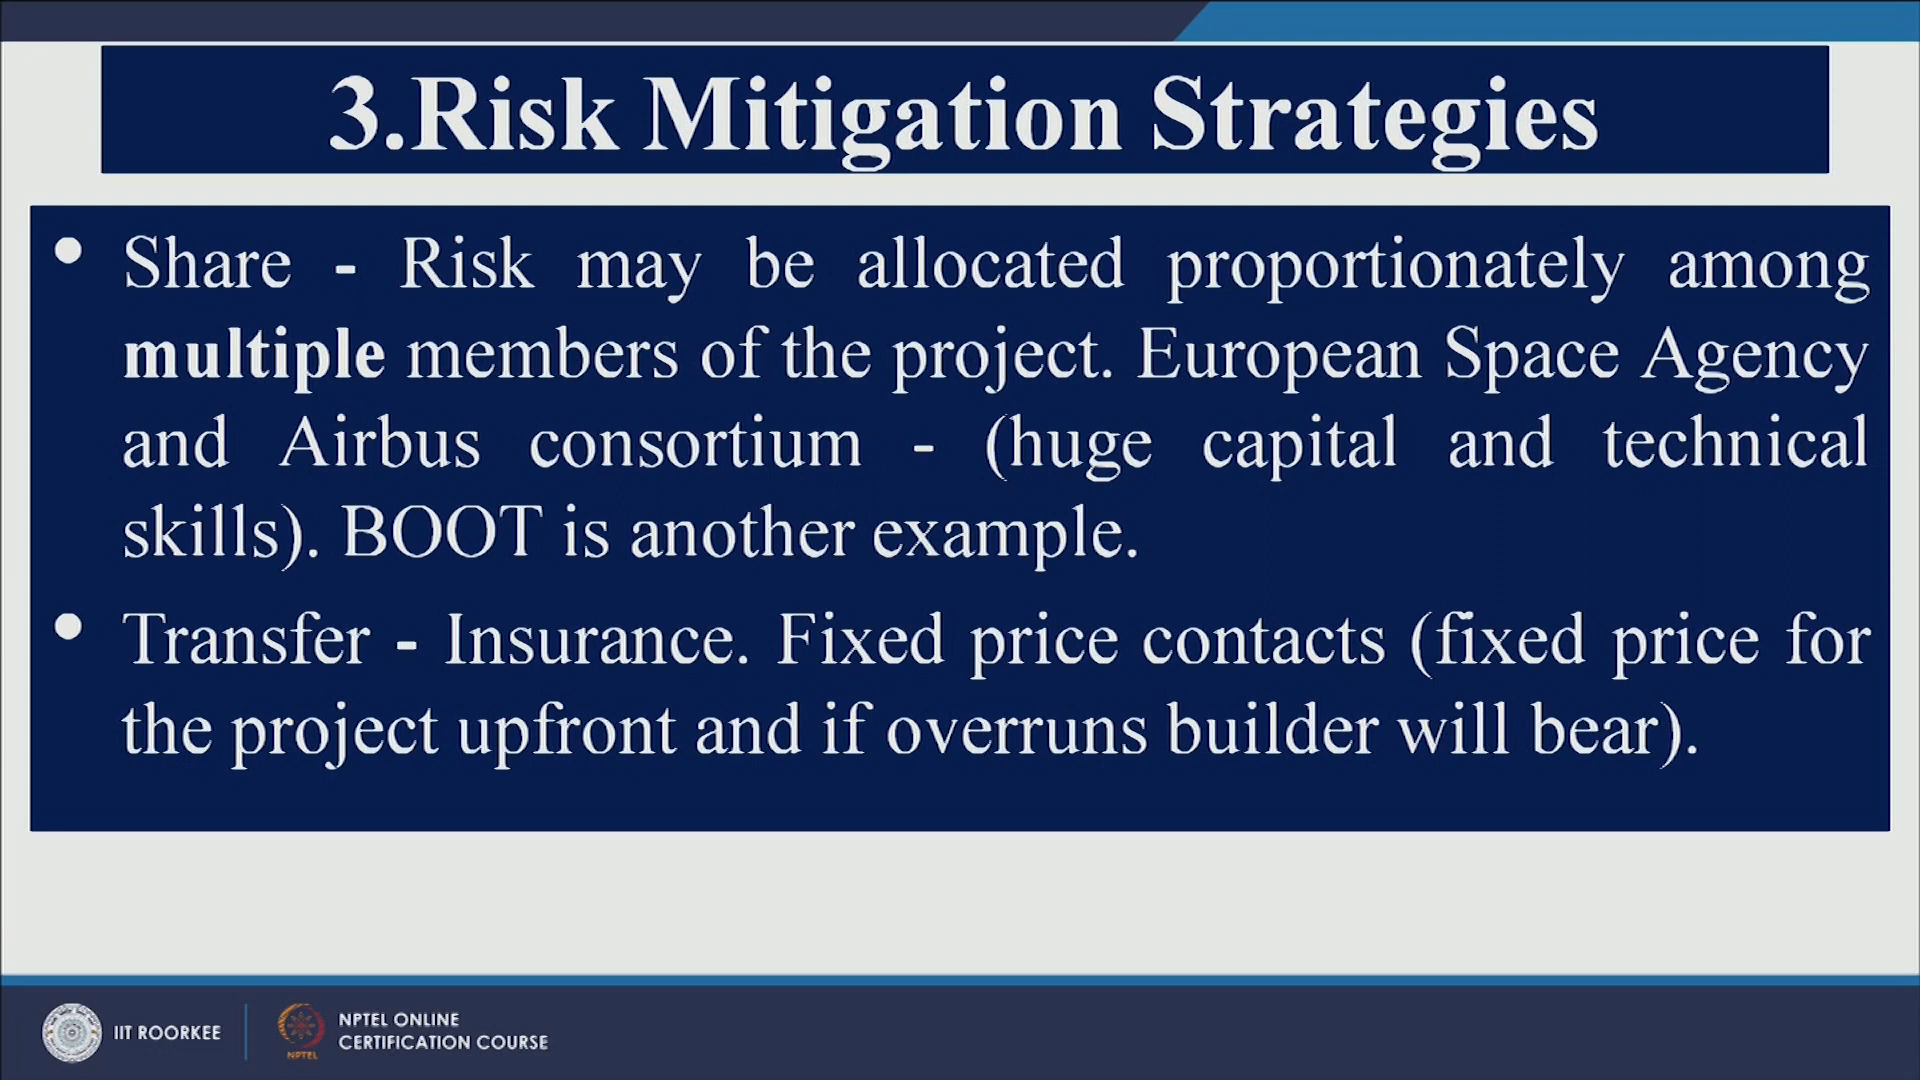 3.Risk Mitigation Strategies
• Share - Risk may be allocated proportionately among
multiple members of the project. European Space Agency
and Airbus consortium - (huge capital and technical
skills). BOOT is another example.
• Transfer - Insurance. Fixed price contacts (fixed price for
the project upfront and if overruns builder will bear).
IIT ROORKEE
NPTEL
NPTEL ONLINE
CERTIFICATION COURSE